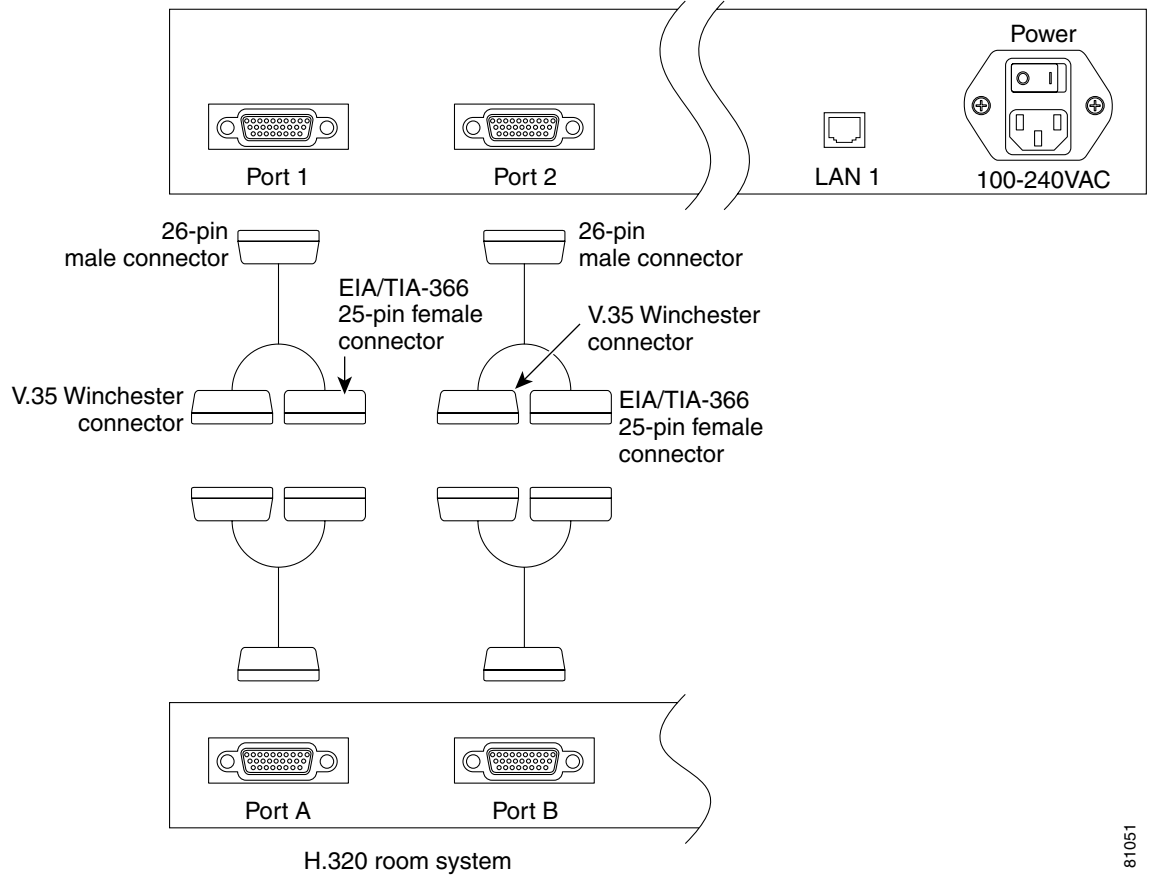 Power
Port 1
Port 2
LAN 1
100-240VAC
26-pin
male connector
26-pin
male connector
EIA/TIA-366
25-pin female
connector
V.35 Winchester
connector
V.35 Winchester
connector
EIA/TIA-366
25-pin female
connector
Port A
Port B
H.320 room system
81051